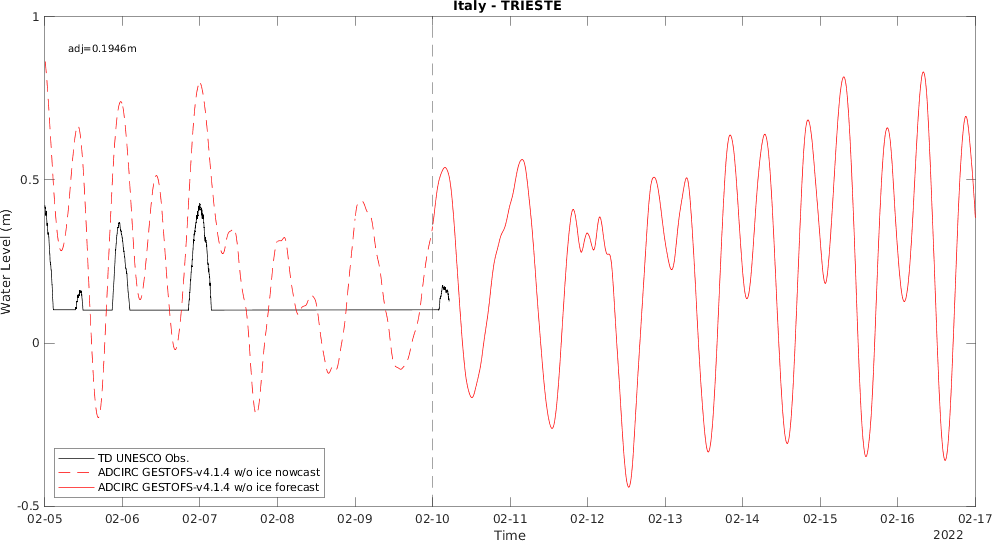 Italy - TRIESTE
adj=0.1946m
1
0.5
0
-0.5
Water Level (m)
TD UNESCO Obs.
ADCIRC GESTOFS-v4.1.4 w/o ice nowcast
ADCIRC GESTOFS-v4.1.4 w/o ice forecast
02-05 02-06 02-07 02-08 02-09 02-10 02-11 02-12 02-13 02-14 02-15 02-16 02-17
Time
2022